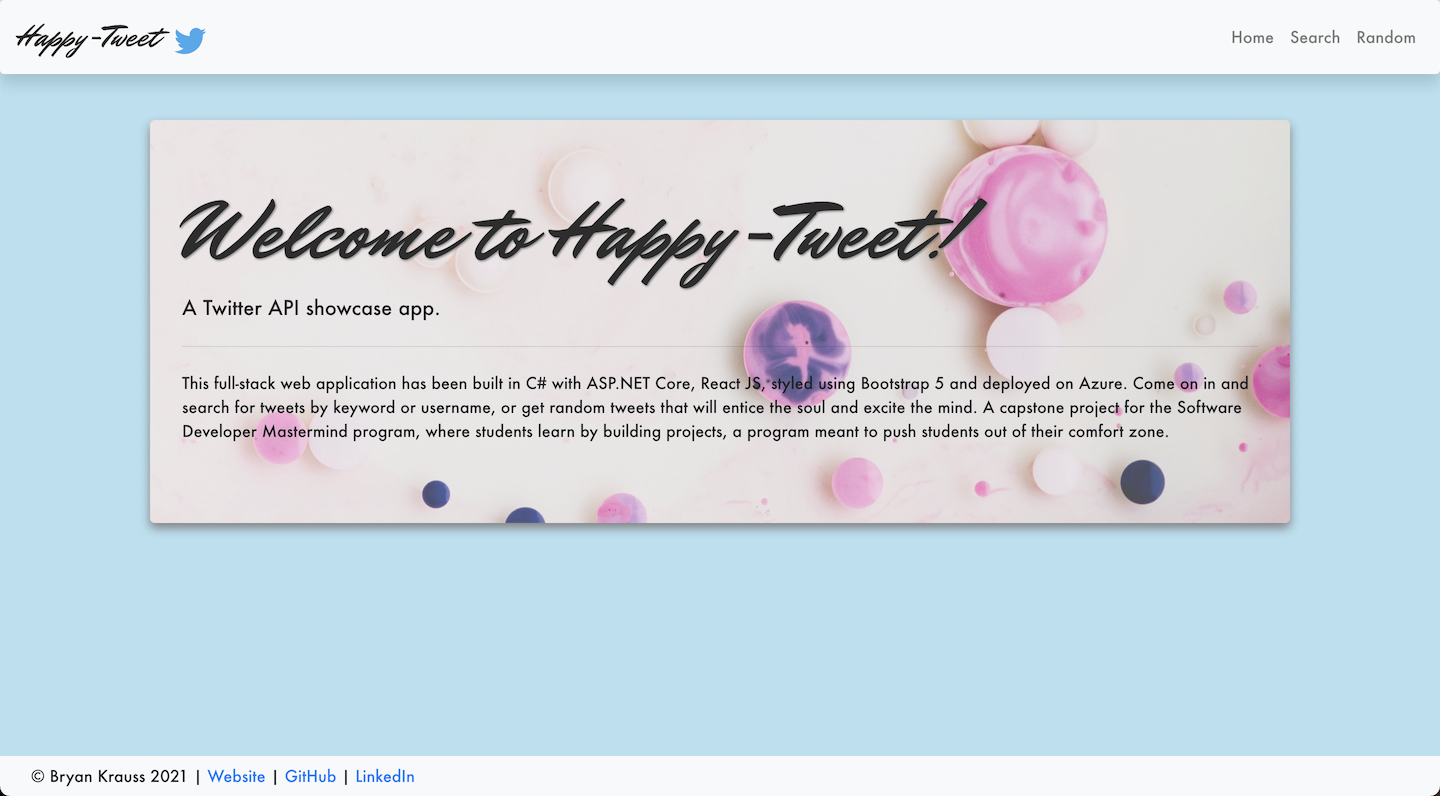 Happy-Tweet
Home Search Random
Welcome to Happy-Tweet!
A Twitter API showcase app.
This full-stack web application has been built in C# with ASP.NET Core, React JS, styled using Bootstrap 5 and deployed on Azure. Come on in and
search for tweets by keyword or username, or get random tweets that will entice the soul and excite the mind. A capstone project for the Software
Developer Mastermind program, where students learn by building projects, a program meant to push students out of their comfort zone.
© Bryan Krauss 2021 | Website | GitHub | LinkedIn